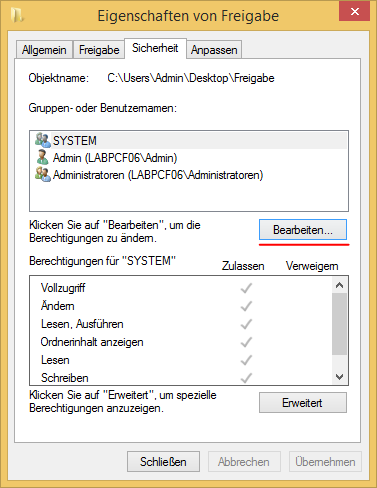 Eigenschaften von Freigabe
Allgemein Freigabe Sicherheit Anpassen
Objektname: C:\Users\Admin\Desktop\Freigabe
Gruppen- oder Benutzernamen:
SYSTEM
Admin (LABPCF06\Admin)
Administratoren (LABPCF06\Administratoren)
Klicken Sie auf "Bearbeiten", um die
Berechtigungen zu ändern.
Bearbeiten...
Berechtigungen für "SYSTEM" Zulassen Verweigern
Vollzugriff
Ändern
Lesen, Ausführen
Ordnerinhalt anzeigen
Lesen
Schreiben
Klicken Sie auf "Erweitert", um spezielle
Berechtigungen anzuzeigen.
Erweitert
Schließen Abbrechen Übernehmen